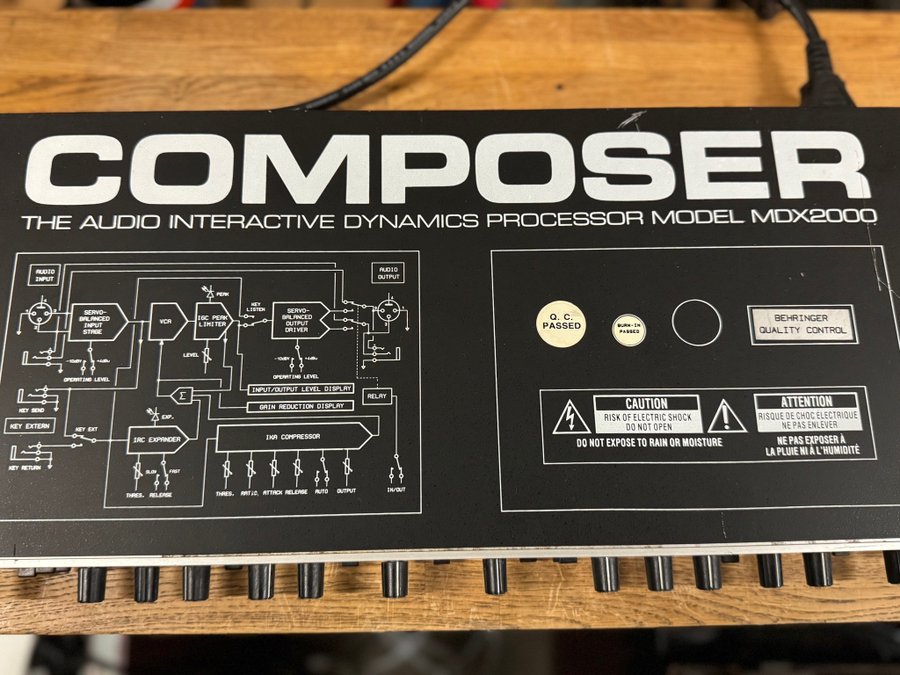 COMPOSER
THE AUDIO INTERACTIVE DYNAMICS PROCESSOR MODEL MDX2000
AUDIO
INPUT
SERVO-
BALANCED
INPUT
STAGE
-10dBV +4dBu
OPERATING LEVEL
VCA
PEAK
IGC PEAK
LIMITER
LEVEL
KEY
LISTEN
SERVO-
BALANCED
OUTPUT
DRIVER
-10dBV +4dBu
OPERATING LEVEL
AUDIO
OUTPUT
INPUT/OUTPUT LEVEL DISPLAY
GAIN REDUCTION DISPLAY
RELAY
KEY SEND
KEY EXTERN
KEY RETURN
KEY EXT
Σ
EXP.
IRC EXPANDER
SLOW FAST
THRES. RELEASE
IKA COMPRESSOR
THRES. RATIO. ATTACK RELEASE AUTO OUTPUT
IN/OUT
Q. C.
PASSED
BURN-IN
PASSED
BEHRINGER
QUALITY CONTROL
CAUTION
RISK OF ELECTRIC SHOCK
DO NOT OPEN
DO NOT EXPOSE TO RAIN OR MOISTURE
ATTENTION
RISQUE DE CHOC ELECTRIQUE
NE PAS ENLEVER
NE PAS EXPOSER À
LA PLUIE NI À L'HUMIDITÉ